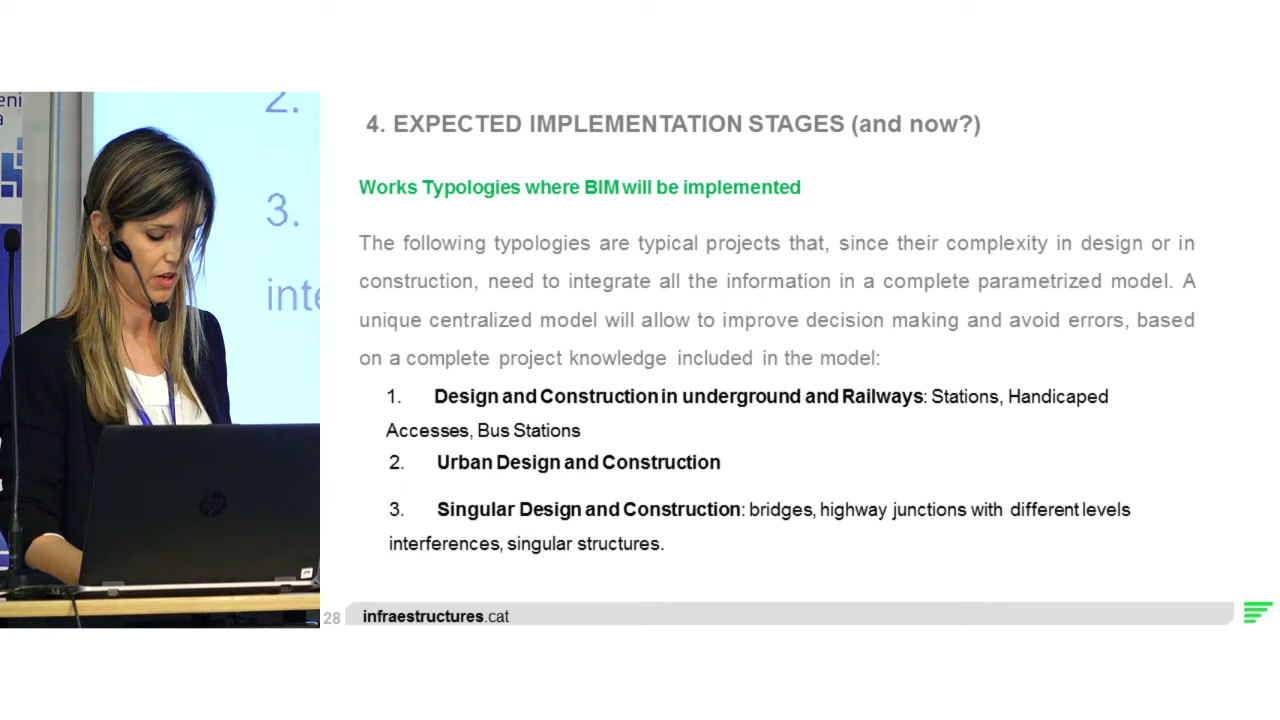 eni
a
2.
3.
inte
4. EXPECTED IMPLEMENTATION STAGES (and now?)
Works Typologies where BIM will be implemented
The following typologies are typical projects that, since their complexity in design or in
construction, need to integrate all the information in a complete parametrized model. A
unique centralized model will allow to improve decision making and avoid errors, based
on a complete project knowledge included in the model:
1. Design and Construction in underground and Railways: Stations, Handicaped
Accesses, Bus Stations
2. Urban Design and Construction
3. Singular Design and Construction: bridges, highway junctions with different levels
interferences, singular structures.
hp
28 infraestructures.cat